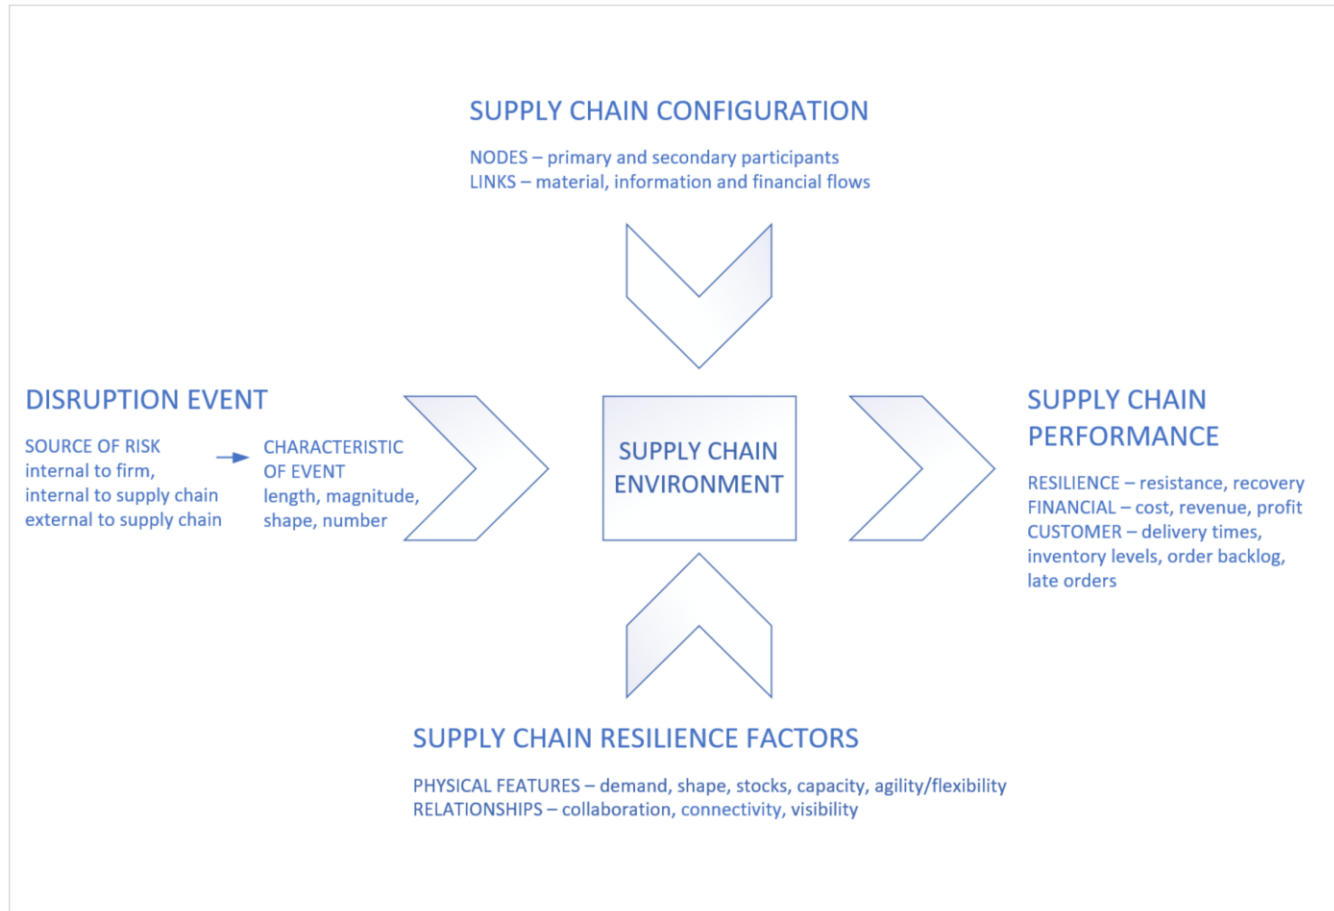 SUPPLY CHAIN CONFIGURATION
NODES – primary and secondary participants
LINKS – material, information and financial flows
DISRUPTION EVENT
SOURCE OF RISK
internal to firm,
internal to supply chain
external to supply chain
CHARACTERISTIC
OF EVENT
length, magnitude,
shape, number
SUPPLY CHAIN
ENVIRONMENT
SUPPLY CHAIN
PERFORMANCE
RESILIENCE – resistance, recovery
FINANCIAL – cost, revenue, profit
CUSTOMER – delivery times,
inventory levels, order backlog,
late orders
SUPPLY CHAIN RESILIENCE FACTORS
PHYSICAL FEATURES – demand, shape, stocks, capacity, agility/flexibility
RELATIONSHIPS – collaboration, connectivity, visibility